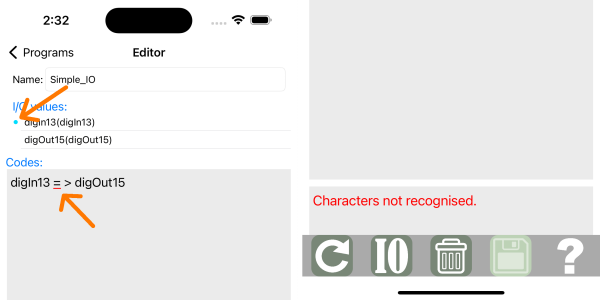 2:32
Programs
Editor
Name: Simple_IO
I/O values:
digIn13(digIn13)
digOut15(digOut15)
Codes:
digIn13 = > digOut15
Characters not recognised.
IO
?